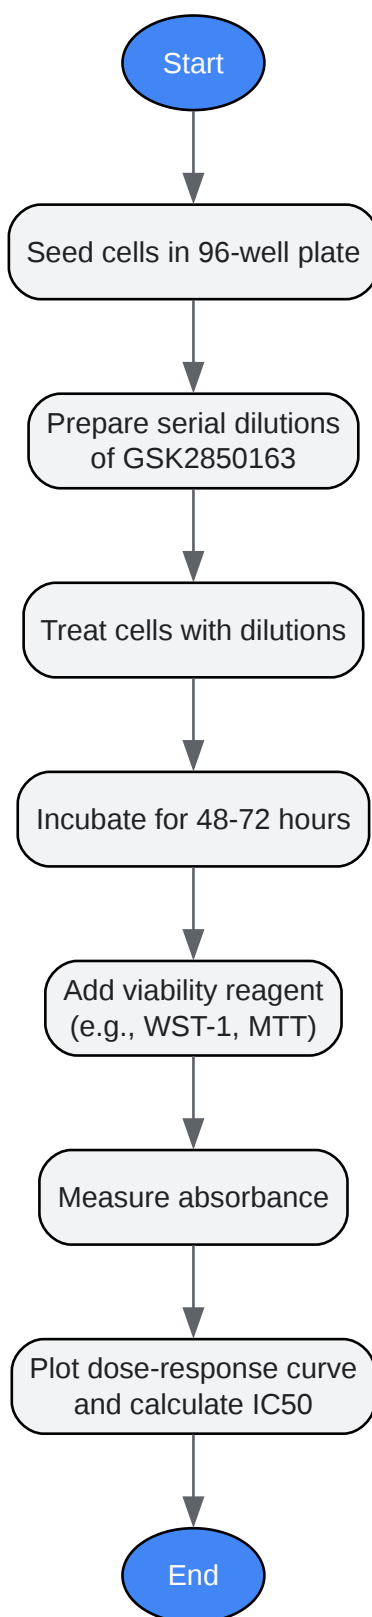 Start
Seed cells in 96-well plate
Prepare serial dilutions
of GSK2850163
Treat cells with dilutions
Incubate for 48-72 hours
Add viability reagent
(e.g., WST-1, MTT)
Measure absorbance
Plot dose-response curve
and calculate IC50
End